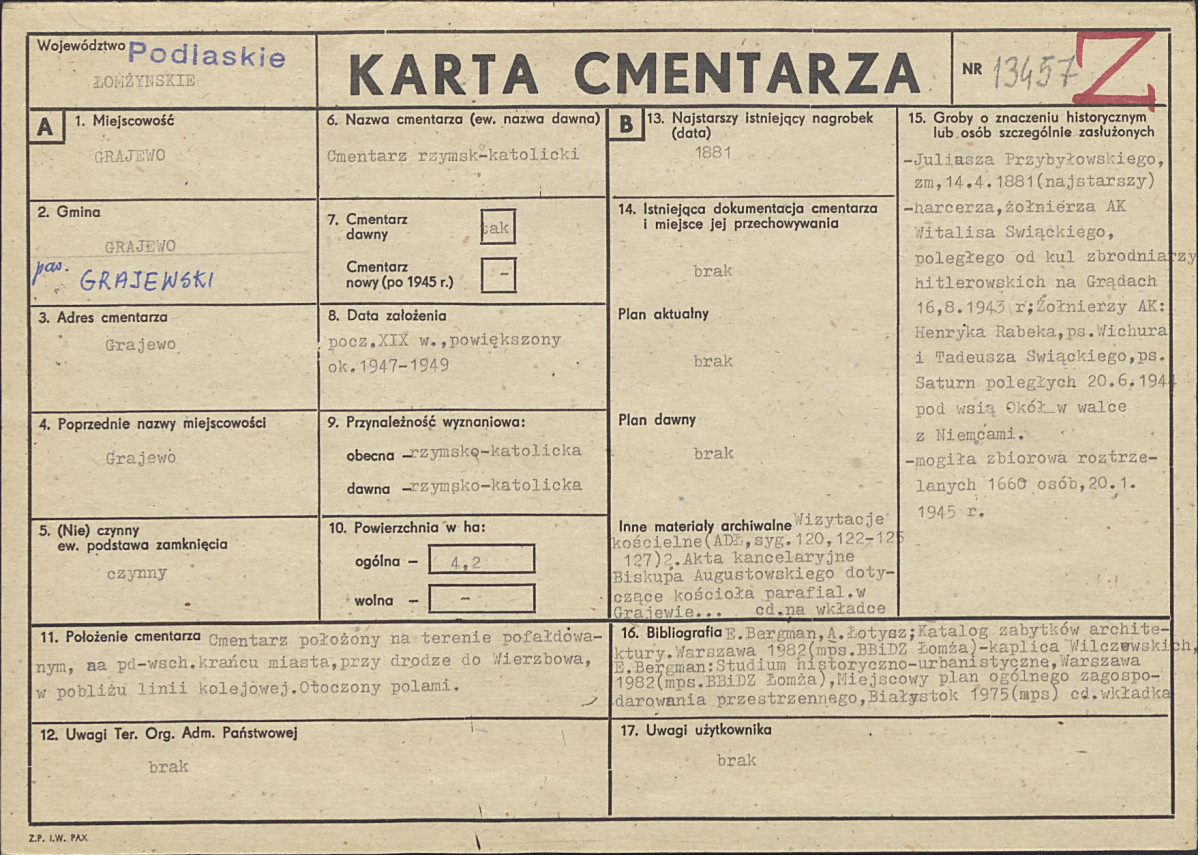 Województwo Podlaskie
ŁOMŻYNSKIE
KARTA CMENTARZA
NR 13457 Z
A 1. Miejscowość
GRAJEWO
2. Gmina
GRAJEWO
pow. GRAJEWSKI
3. Adres cmentarza
Grajewo
4. Poprzednie nazwy miejscowości
Grajewo
5. (Nie) czynny
ew. podstawa zamknięcia
czynny
6. Nazwa cmentarza (ew. nazwa dawna)
Cmentarz rzymsk-katolicki
7. Cmentarz
dawny tak
Cmentarz
nowy (po 1945 r.) -
8. Data założenia
pocz.XIX w.,powiększony
ok.1947-1949
9. Przynależność wyznaniowa:
obecna -rzymsko-katolicka
dawna -rzymsko-katolicka
10. Powierzchnia w ha:
ogólna - 4,2
wolna - -
11. Położenie cmentarza Cmentarz położony na terenie pofałdowa-
nym, na pd-wsch.krańcu miasta,przy drodze do Wierzbowa,
w pobliżu linii kolejowej.Otoczony polami.
12. Uwagi Ter. Org. Adm. Państwowej
brak
B 13. Najstarszy istniejący nagrobek
(data)
1881
14. Istniejąca dokumentacja cmentarza
i miejsce jej przechowywania
brak
Plan aktualny
brak
Plan dawny
brak
Inne materiały archiwalne Wizytacje
kościelne(ADŁ,syg.120,122-125
127)2.Akta kancelaryjne
Biskupa Augustowskiego doty-
czące kościoła parafial.w
Grajewie... cd.na wkładce
15. Groby o znaczeniu historycznym
lub osób szczególnie zasłużonych
-Juliasza Przybyłowskiego,
zm,14.4.1881(najstarszy)
-harcerza,żołnierza AK
Witalisa Swiąckiego,
poległego od kul zbrodniarzy
hitlerowskich na Grądach
16,8.1943 r;Żołnierzy AK:
Henryka Rabeka,ps.Wichura
i Tadeusza Swiąckiego,ps.
Saturn poległych 20.6.1944
pod wsią Okół w walce
z Niemcami.
-mogiła zbiorowa roztrze-
lanych 1660 osób,20.1.
1945 r.
16. Bibliografia E.Bergman,A.Łotysz;Katalog zabytków archite-
ktury.Warszawa 1982(mps.BBiDZ Łomża)-kaplica Wilczewskich,
E.Bergman:Studium historyczno-urbanistyczne,Warszawa
1982(mps.BBiDZ Łomża),Miejscowy plan ogólnego zagospo-
darowania przestrzennego,Białystok 1975(mps) cd.wkładka
17. Uwagi użytkownika
brak
Z.P. I.W. PAX